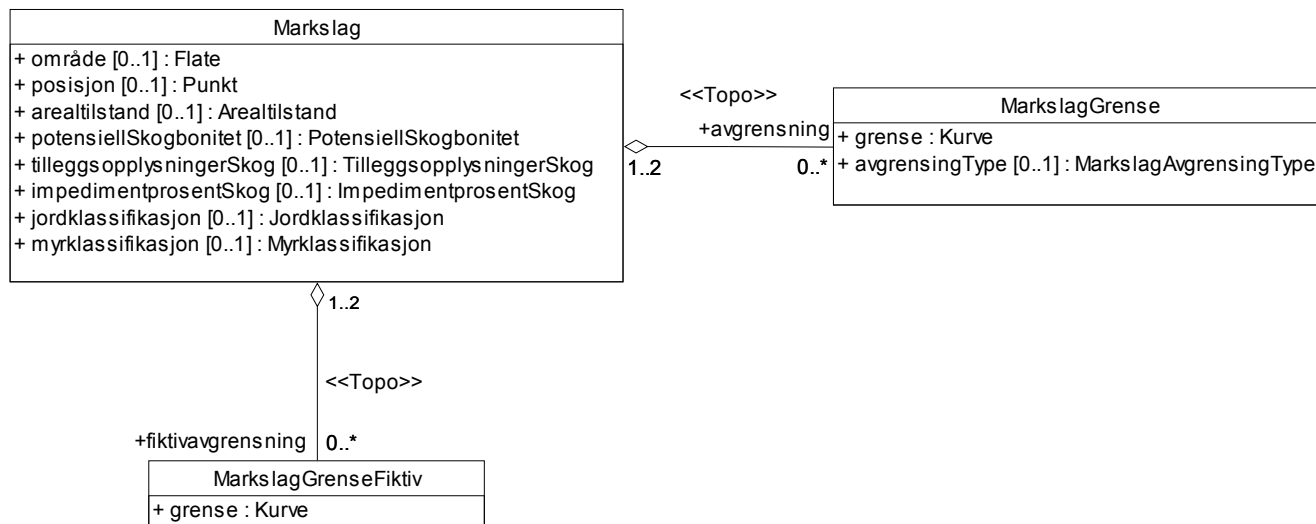 Markslag
+ område [0..1] : Flate
+ posisjon [0..1] : Punkt
+ arealtilstand [0..1] : Arealtilstand
+ potensiellSkogbonitet [0..1] : PotensiellSkogbonitet
+ tilleggsopplysningerSkog [0..1] : TilleggsopplysningerSkog
+ impedimentprosentSkog [0..1] : ImpedimentprosentSkog
+ jordklassifikasjon [0..1] : Jordklassifikasjon
+ myrklassifikasjon [0..1] : Myrklassifikasjon
<<Topo>>
+avgrensning
1..2
0..*
MarkslagGrense
+ grense : Kurve
+ avgrensingType [0..1] : MarkslagAvgrensingType
1..2
<<Topo>>
+fiktivavgrensning
0..*
MarkslagGrenseFiktiv
+ grense : Kurve